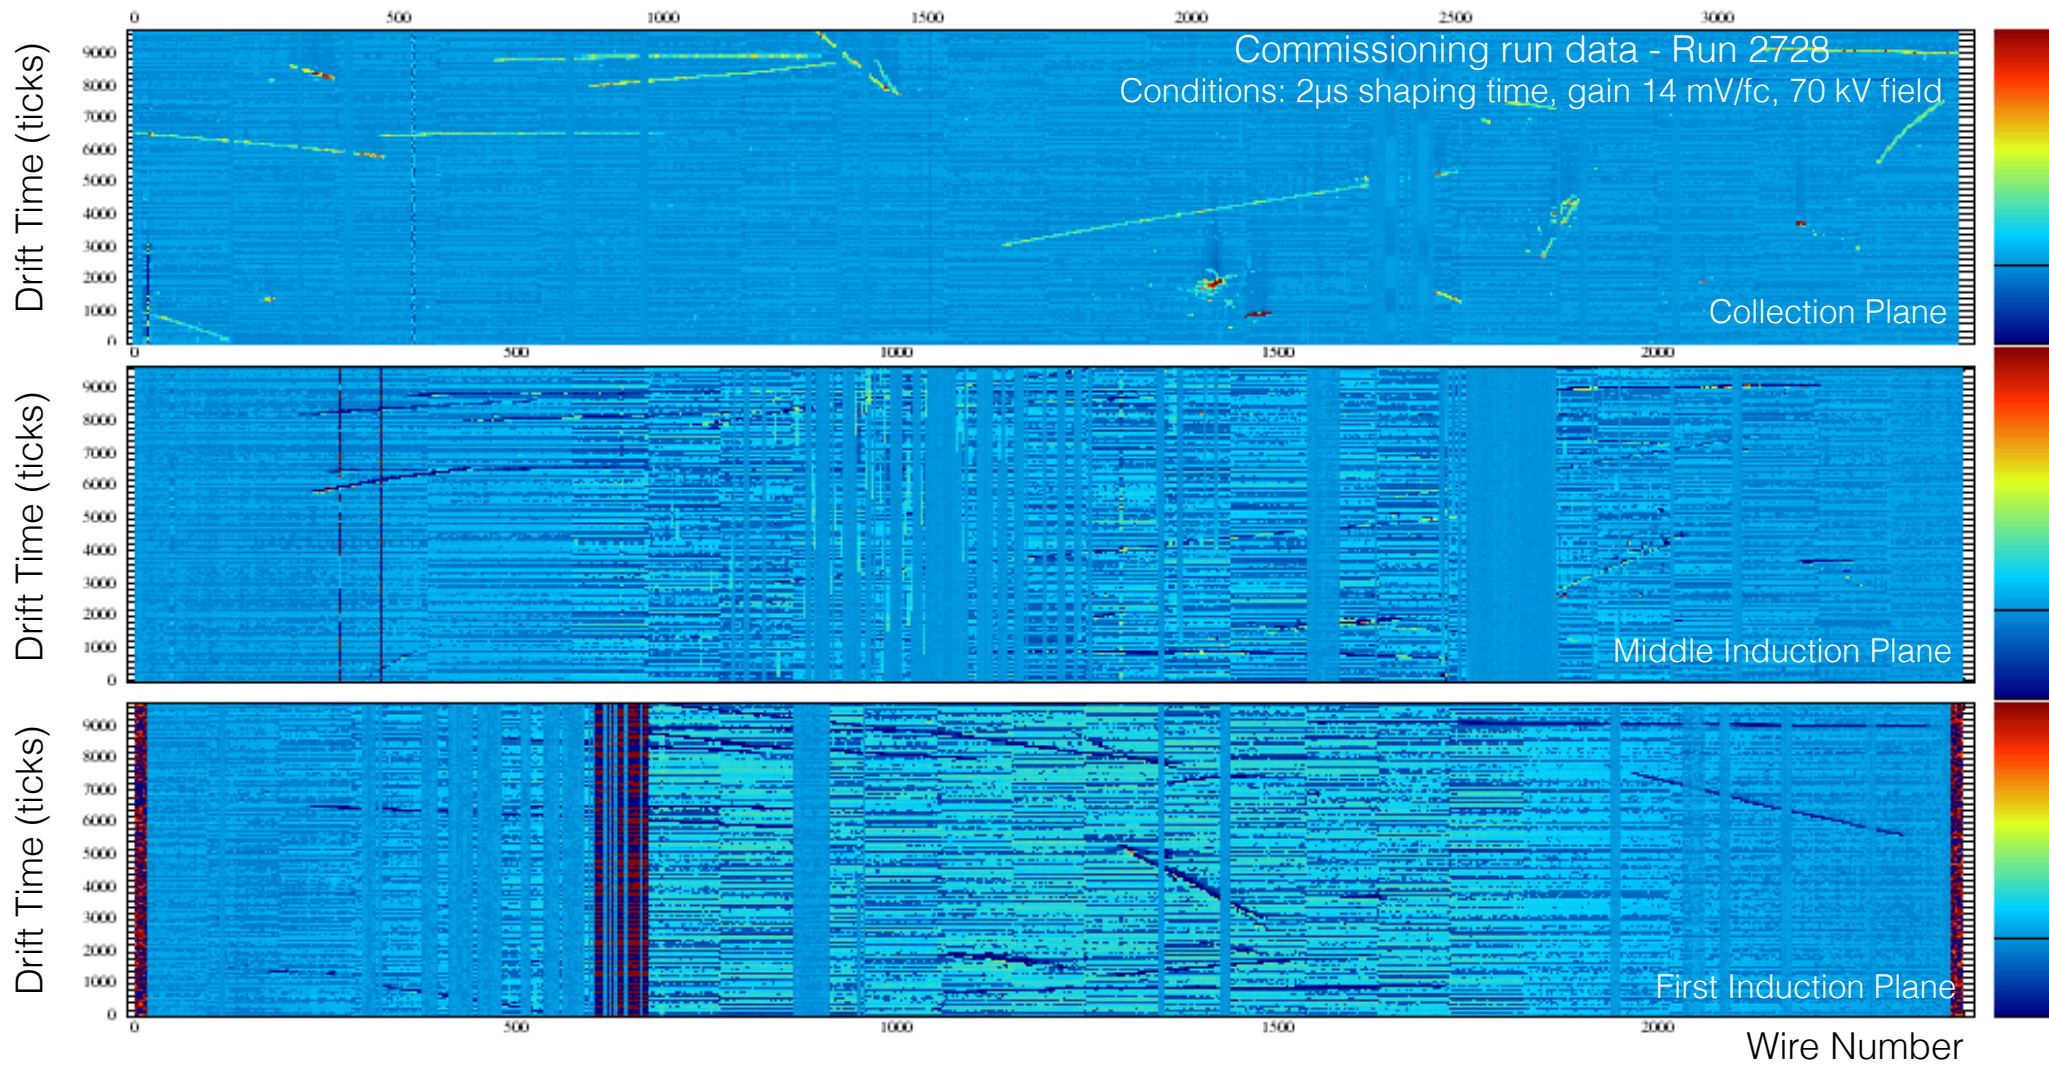 0 500 1000 1500 2000 2500 3000
Commissioning run data - Run 2728
Conditions: 2µs shaping time, gain 14 mV/fc, 70 kV field
Drift Time (ticks)
9000
8000
7000
6000
5000
4000
3000
2000
1000
0
Collection Plane
0 500 1000 1500 2000
Drift Time (ticks)
9000
8000
7000
6000
5000
4000
3000
2000
1000
0
Middle Induction Plane
Drift Time (ticks)
9000
8000
7000
6000
5000
4000
3000
2000
1000
0
First Induction Plane
0 500 1000 1500 2000
Wire Number